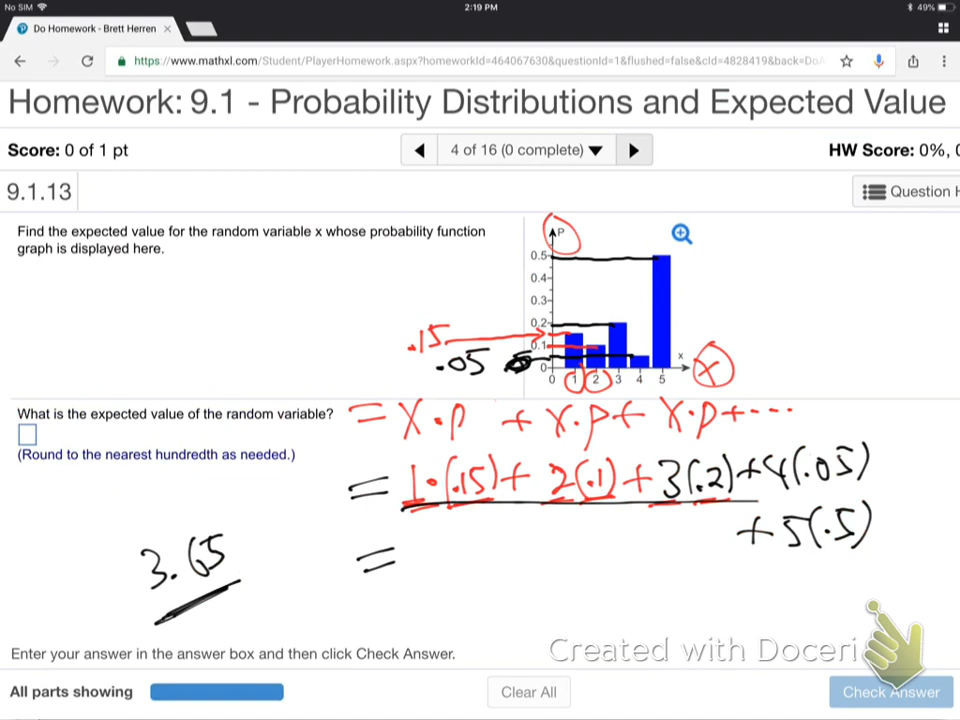 No SIM 2:19 PM 49%
Do Homework - Brett Herren ×
https://www.mathxl.com/Student/PlayerHomework.aspx?homeworkId=464067630&questionId=1&flushed=false&cId=4828419&back=Do
Homework: 9.1 - Probability Distributions and Expected Value
Score: 0 of 1 pt 4 of 16 (0 complete) HW Score: 0%, 0
9.1.13 Question H
Find the expected value for the random variable x whose probability function
graph is displayed here.
P
0.5
0.4
0.3
0.2
.15 0.1
.05 0
0 1 2 3 4 5 x X
What is the expected value of the random variable? = X·P + X·P + X·P + ...
(Round to the nearest hundredth as needed.)
= 1·(.15) + 2(.1) + 3(.2) + 4(.05)
+ 5(.5)
3.65 =
Created with Doceri
Enter your answer in the answer box and then click Check Answer.
All parts showing Clear All Check Answer